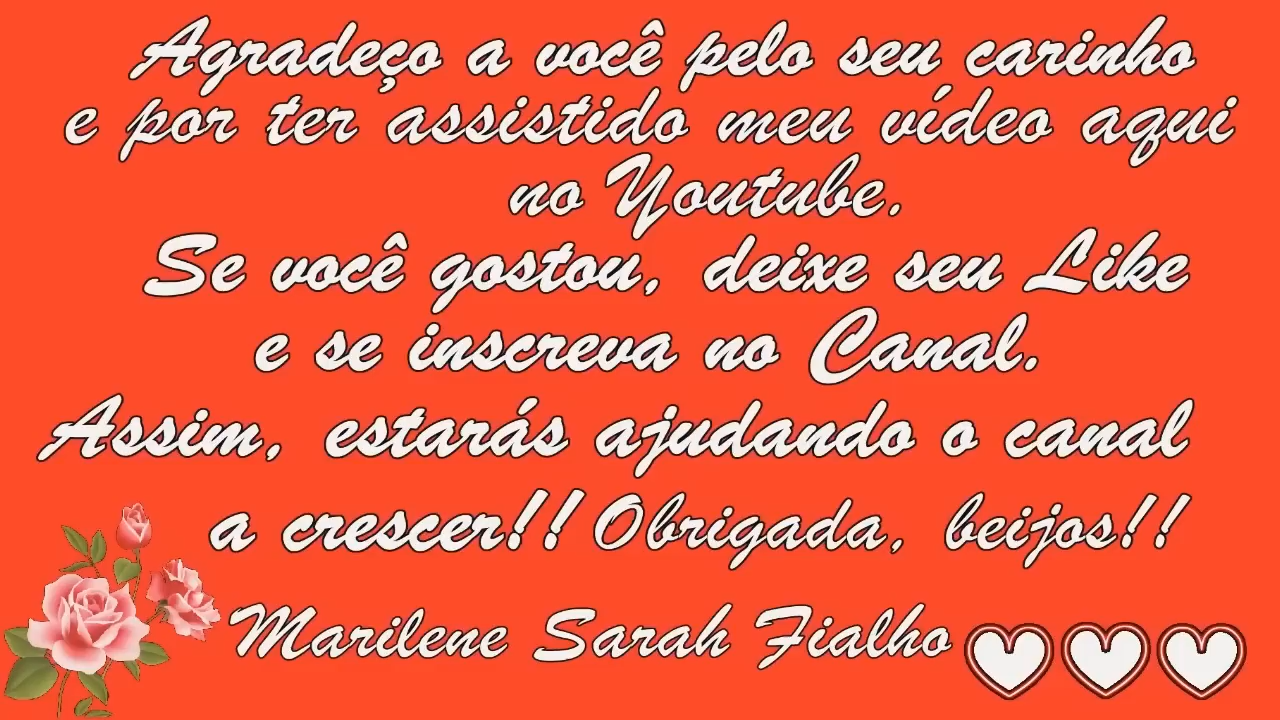 Agradeço a você pelo seu carinho
e por ter assistido meu vídeo aqui
no Youtube.
Se você gostou, deixe seu Like
e se inscreva no Canal.
Assim, estarás ajudando o canal
a crescer!! Obrigada, beijos!!
Marilene Sarah Fialho